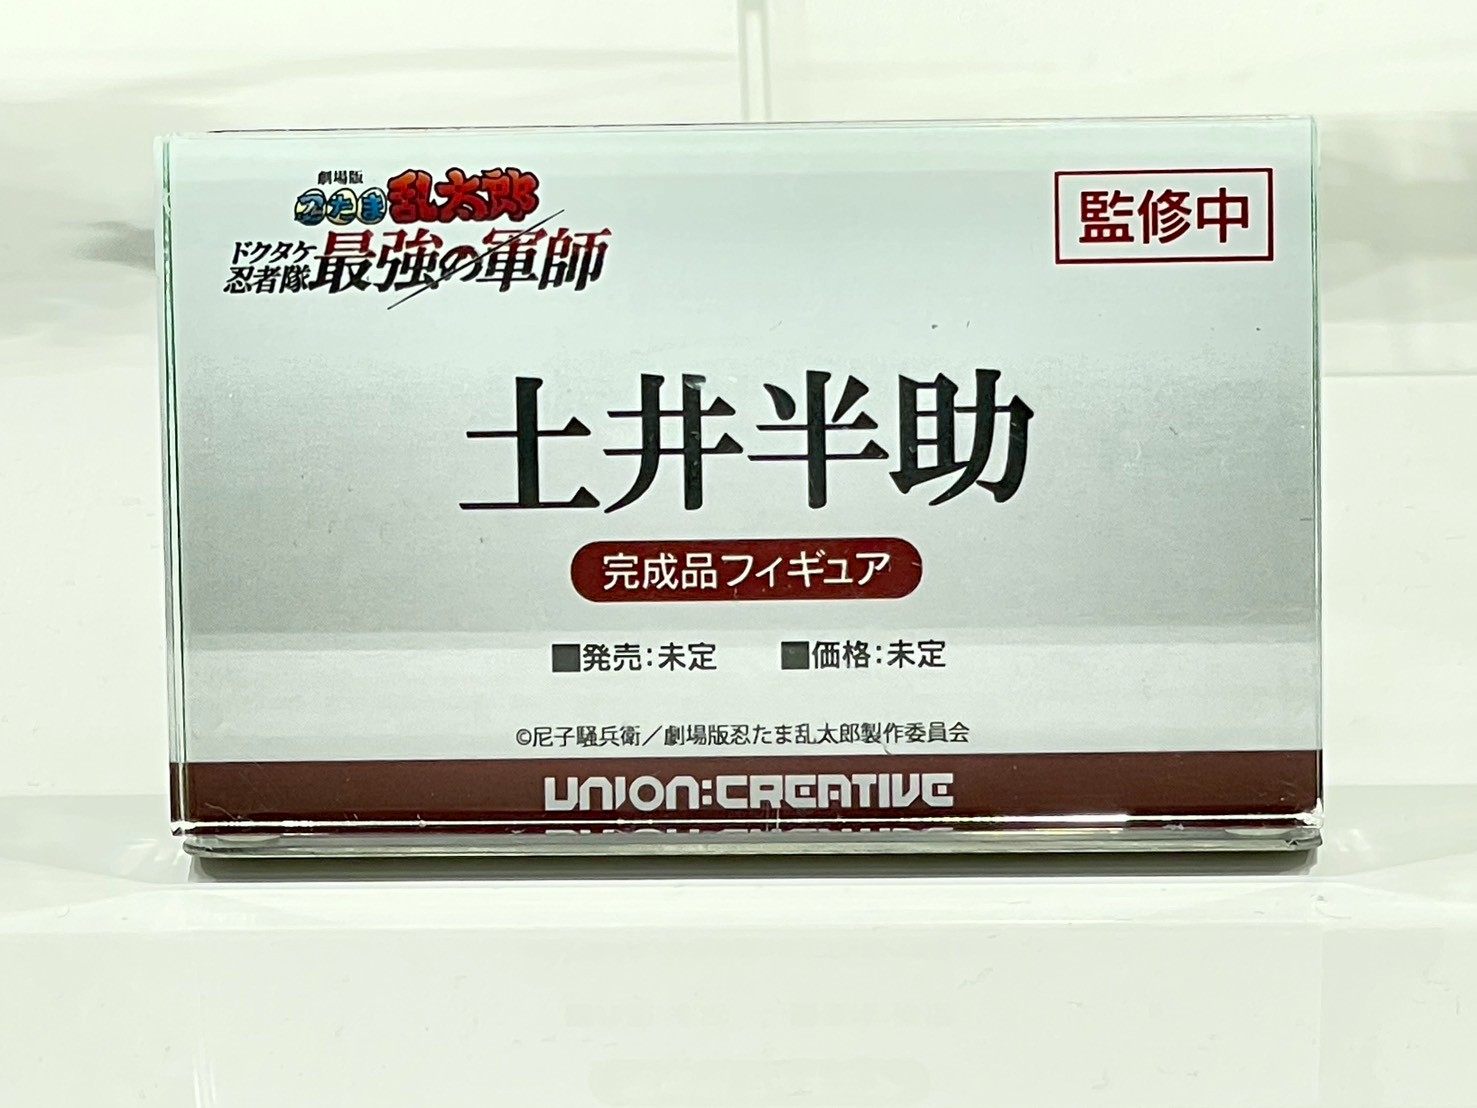 劇場版
忍たま乱太郎
ドクタケ
忍者隊
最強の軍師
監修中
土井半助
完成品フィギュア
■発売：未定 ■価格：未定
©尼子騒兵衛／劇場版忍たま乱太郎製作委員会
UNION:CREATIVE